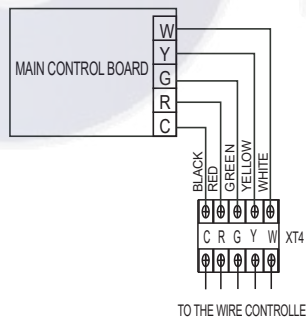 W
Y
MAIN CONTROL BOARD
G
R
C
BLACK
RED
GREEN
YELLOW
WHITE
C R G Y W XT4
TO THE WIRE CONTROLLE